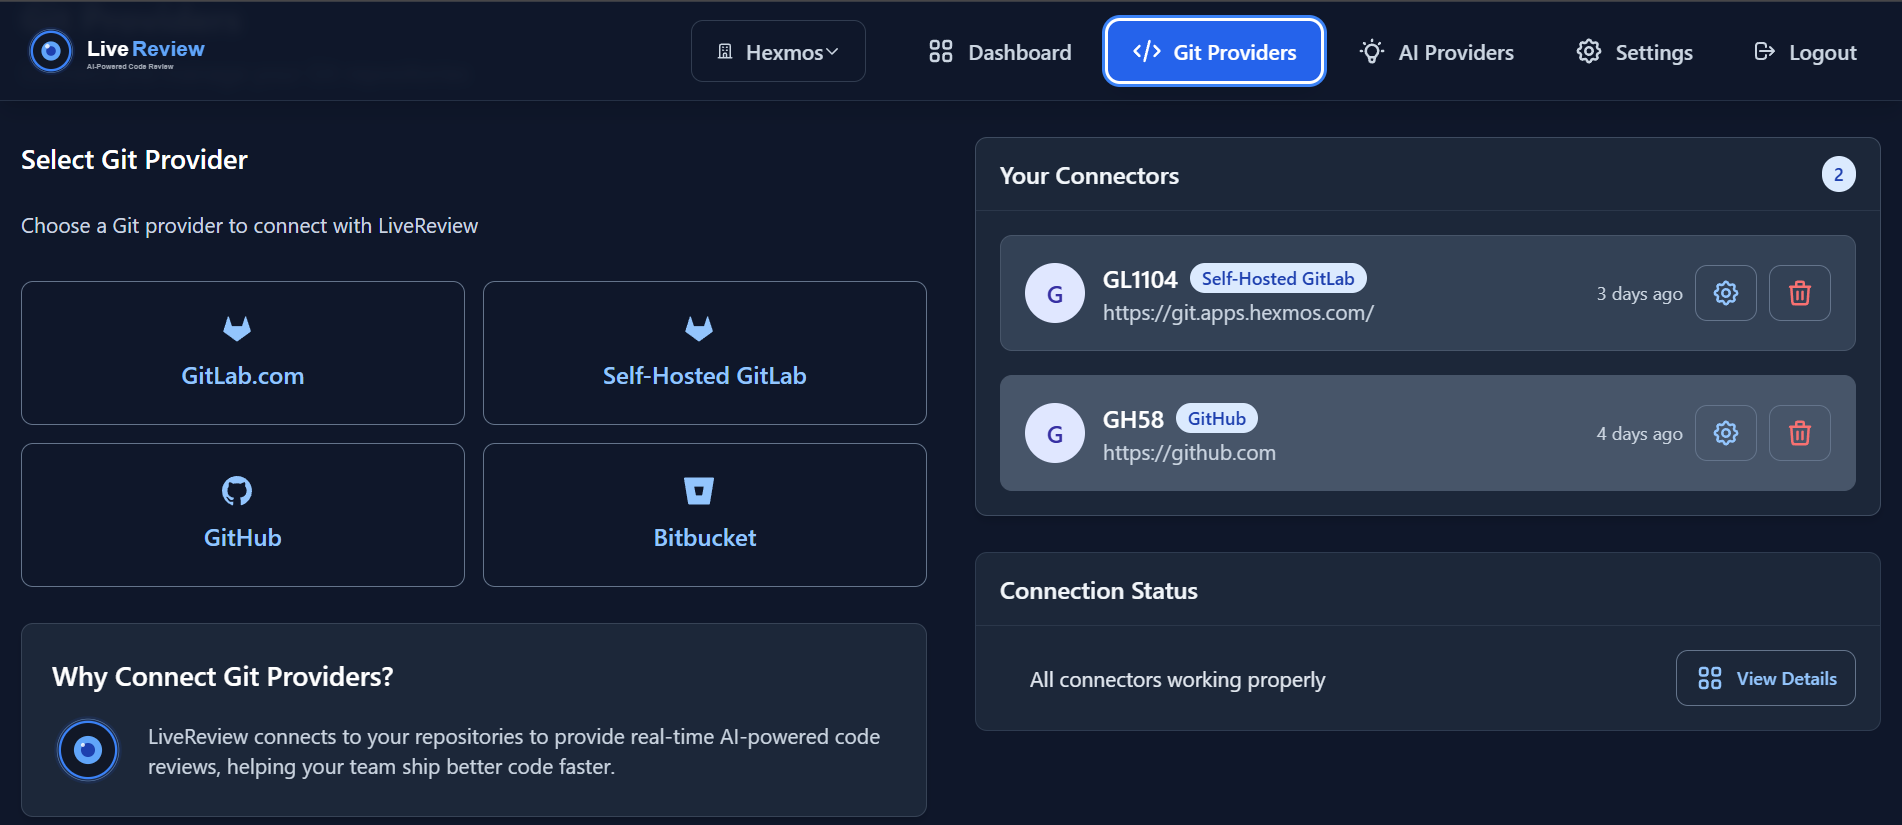 LiveReview
AI-Powered Code Review
Hexmos
Dashboard
Git Providers
AI Providers
Settings
Logout
Select Git Provider
Choose a Git provider to connect with LiveReview
GitLab.com
Self-Hosted GitLab
GitHub
Bitbucket
Why Connect Git Providers?
LiveReview connects to your repositories to provide real-time AI-powered code
reviews, helping your team ship better code faster.
Your Connectors
2
G
GL1104
Self-Hosted GitLab
https://git.apps.hexmos.com/
3 days ago
G
GH58
GitHub
https://github.com
4 days ago
Connection Status
All connectors working properly
View Details